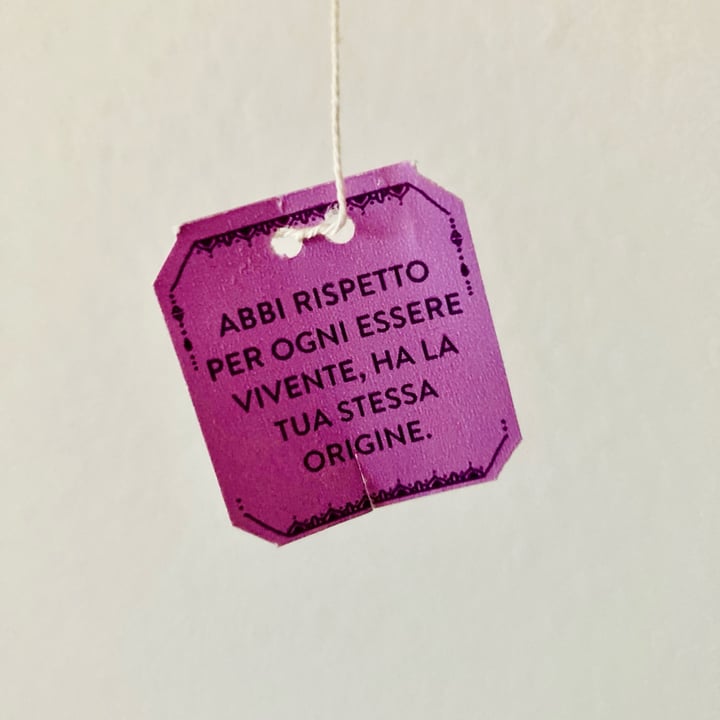 ABBI RISPETTO
PER OGNI ESSERE
VIVENTE, HA LA
TUA STESSA
ORIGINE.